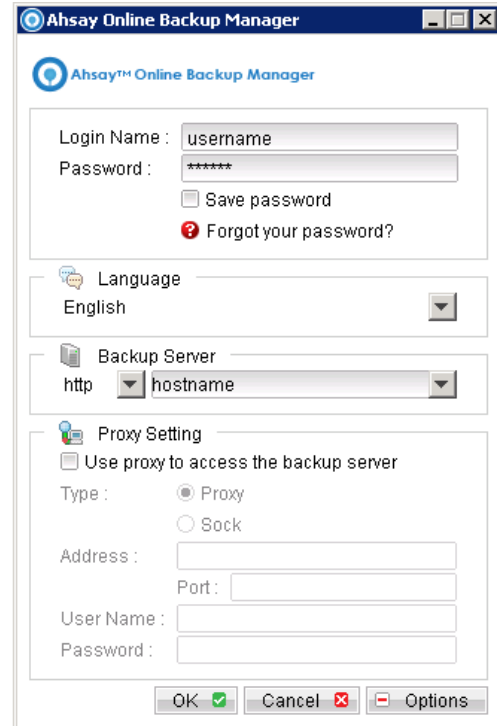 Ahsay Online Backup Manager
Ahsay™ Online Backup Manager
Login Name : username
Password : ******
Save password
Forgot your password?
Language
English
Backup Server
http hostname
Proxy Setting
Use proxy to access the backup server
Type : Proxy
Sock
Address :
Port :
User Name :
Password :
OK Cancel Options